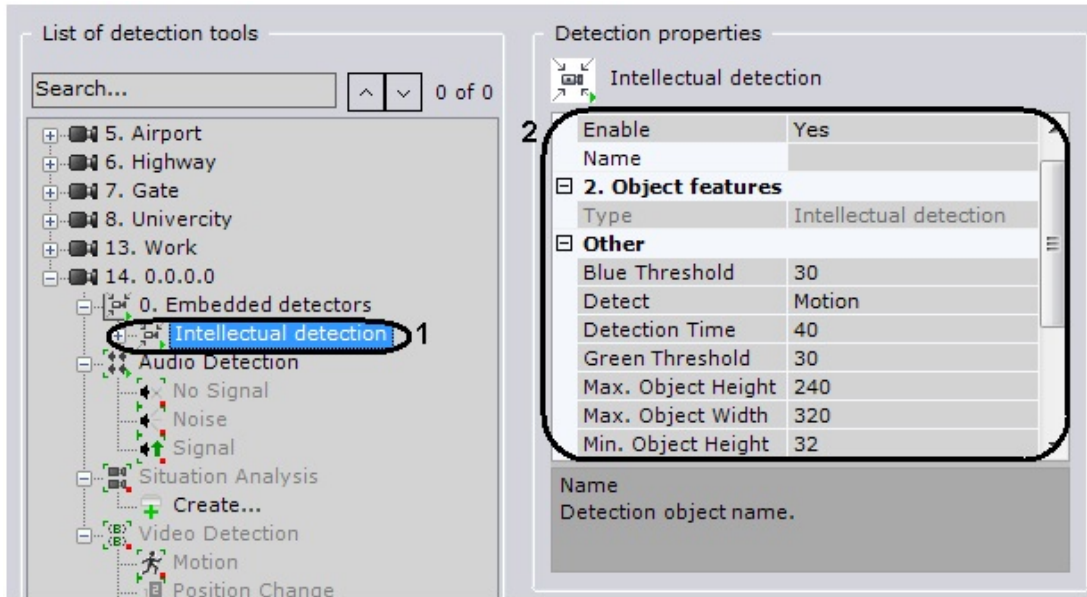 List of detection tools
Search...
0 of 0
5. Airport
6. Highway
7. Gate
8. Univercity
13. Work
14. 0.0.0.0
0. Embedded detectors
Intellectual detection
1
Audio Detection
No Signal
Noise
Signal
Situation Analysis
Create...
Video Detection
Motion
Position Change
Detection properties
Intellectual detection
2
Enable Yes
Name
2. Object features
Type Intellectual detection
Other
Blue Threshold 30
Detect Motion
Detection Time 40
Green Threshold 30
Max. Object Height 240
Max. Object Width 320
Min. Object Height 32
Name
Detection object name.